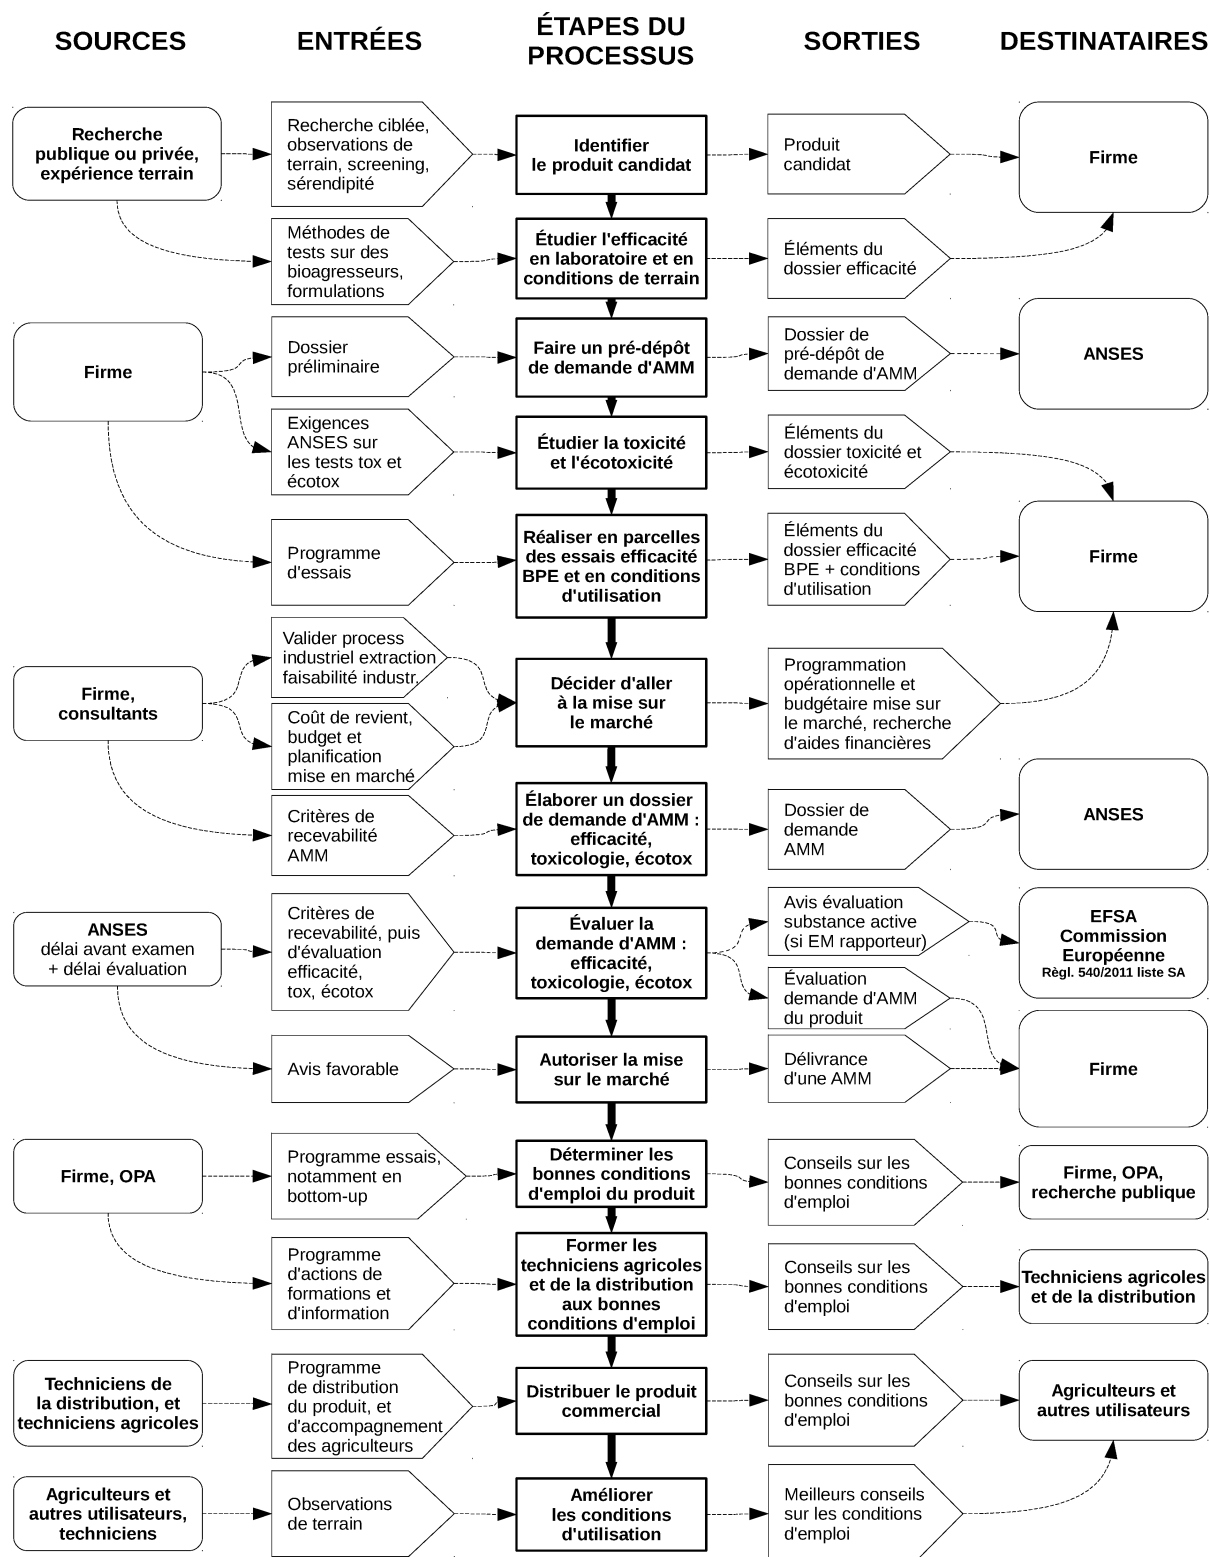 SOURCES
ENTRÉES
ÉTAPES DU
PROCESSUS
SORTIES
DESTINATAIRES
Recherche
publique ou privée,
expérience terrain
Recherche ciblée,
observations de
terrain, screening,
sérendipité
Identifier
le produit candidat
Produit
candidat
Firme
Méthodes de
tests sur des
bioagresseurs,
formulations
Étudier l'efficacité
en laboratoire et en
conditions de terrain
Éléments du
dossier efficacité
Firme
Dossier
préliminaire
Faire un pré-dépôt
de demande d'AMM
Dossier de
pré-dépôt de
demande d'AMM
ANSES
Exigences
ANSES sur
les tests tox et
écotox
Étudier la toxicité
et l'écotoxicité
Éléments du
dossier toxicité et
écotoxicité
Programme
d'essais
Réaliser en parcelles
des essais efficacité
BPE et en conditions
d'utilisation
Éléments du
dossier efficacité
BPE + conditions
d'utilisation
Firme
Firme,
consultants
Valider process
industriel extraction
faisabilité industr.
Coût de revient,
budget et
planification
mise en marché
Décider d'aller
à la mise sur
le marché
Programmation
opérationnelle et
budgétaire mise sur
le marché, recherche
d'aides financières
Critères de
recevabilité
AMM
Élaborer un dossier
de demande d'AMM :
efficacité,
toxicologie, écotox
Dossier de
demande
AMM
ANSES
ANSES
délai avant examen
+ délai évaluation
Critères de
recevabilité, puis
d'évaluation
efficacité,
tox, écotox
Évaluer la
demande d'AMM :
efficacité,
toxicologie, écotox
Avis évaluation
substance active
(si EM rapporteur)
EFSA
Commission
Européenne
Règl. 540/2011 liste SA
Évaluation
demande d'AMM
du produit
Avis favorable
Autoriser la mise
sur le marché
Délivrance
d'une AMM
Firme
Firme, OPA
Programme essais,
notamment en
bottom-up
Déterminer les
bonnes conditions
d'emploi du produit
Conseils sur les
bonnes conditions
d'emploi
Firme, OPA,
recherche publique
Programme
d'actions de
formations et
d'information
Former les
techniciens agricoles
et de la distribution
aux bonnes
conditions d'emploi
Conseils sur les
bonnes conditions
d'emploi
Techniciens agricoles
et de la distribution
Techniciens de
la distribution, et
techniciens agricoles
Programme
de distribution
du produit, et
d'accompagnement
des agriculteurs
Distribuer le produit
commercial
Conseils sur les
bonnes conditions
d'emploi
Agriculteurs et
autres utilisateurs
Agriculteurs et
autres utilisateurs,
techniciens
Observations
de terrain
Améliorer
les conditions
d'utilisation
Meilleurs conseils
sur les conditions
d'emploi